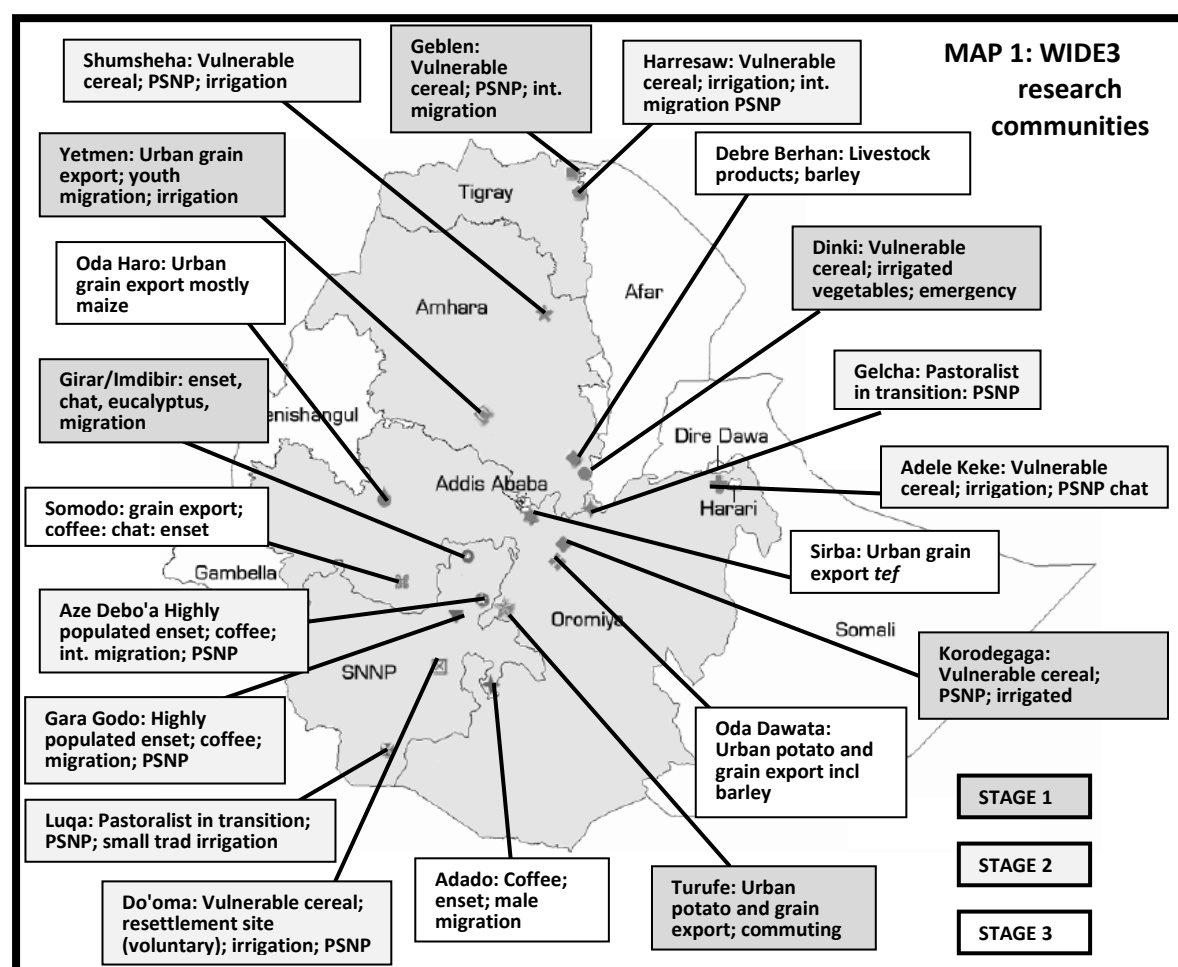 MAP 1: WIDE3
research
communities
Shumsheha: Vulnerable
cereal; PSNP; irrigation
Geblen:
Vulnerable
cereal; PSNP; int.
migration
Harresaw: Vulnerable
cereal; irrigation; int.
migration PSNP
Yetmen: Urban grain
export; youth
migration; irrigation
Debre Berhan: Livestock
products; barley
Oda Haro: Urban
grain export mostly
maize
Dinki: Vulnerable
cereal; irrigated
vegetables; emergency
Girar/Imdibir: enset,
chat, eucalyptus,
migration
Gelcha: Pastoralist
in transition: PSNP
Adele Keke: Vulnerable
cereal; irrigation; PSNP chat
Somodo: grain export;
coffee: chat: enset
Sirba: Urban grain
export tef
Aze Debo'a Highly
populated enset; coffee;
int. migration; PSNP
Korodegaga:
Vulnerable cereal;
PSNP; irrigated
Gara Godo: Highly
populated enset; coffee;
migration; PSNP
Oda Dawata:
Urban potato and
grain export incl
barley
Luqa: Pastoralist in transition;
PSNP; small trad irrigation
Do'oma: Vulnerable cereal;
resettlement site
(voluntary); irrigation; PSNP
Adado: Coffee;
enset; male
migration
Turufe: Urban
potato and grain
export; commuting
Tigray
Afar
Amhara
enishangul
Dire Dawa
Addis Ababa
Harari
Gambella
Oromiya
Somali
SNNP
STAGE 1
STAGE 2
STAGE 3